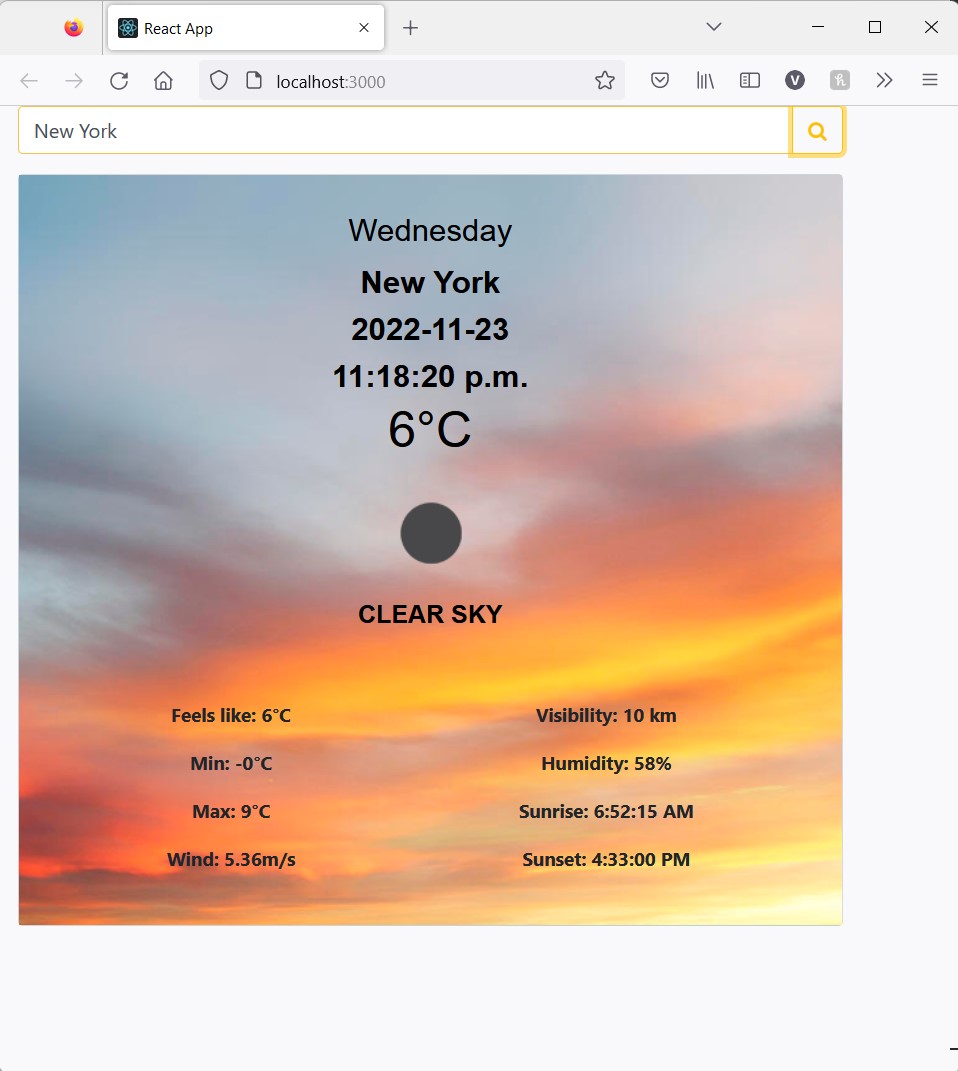 React App
localhost:3000
V
New York
Wednesday
New York
2022-11-23
11:18:20 p.m.
6°C
CLEAR SKY
Feels like: 6°C
Visibility: 10 km
Min: -0°C
Humidity: 58%
Max: 9°C
Sunrise: 6:52:15 AM
Wind: 5.36m/s
Sunset: 4:33:00 PM